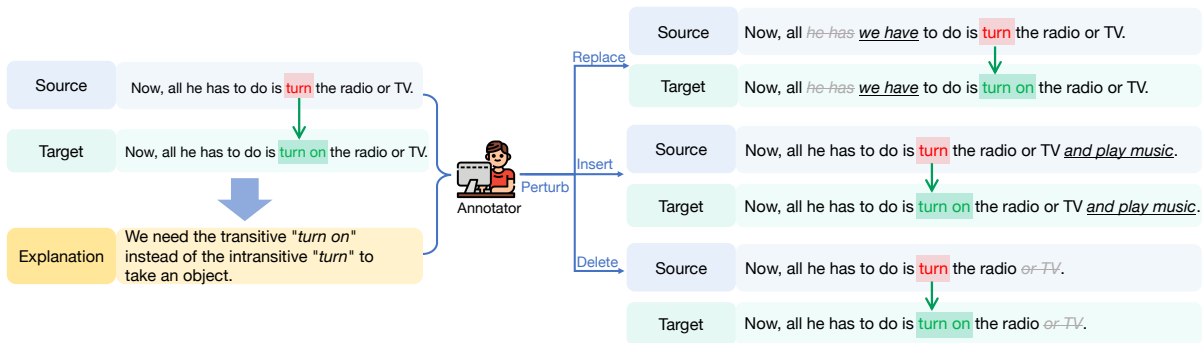 Source
Now, all he has to do is turn the radio or TV.
Target
Now, all he has to do is turn on the radio or TV.
Explanation
We need the transitive "turn on"
instead of the intransitive "turn" to
take an object.
Annotator
Perturb
Replace
Source
Now, all he has we have to do is turn the radio or TV.
Target
Now, all he has we have to do is turn on the radio or TV.
Insert
Source
Now, all he has to do is turn the radio or TV and play music.
Target
Now, all he has to do is turn on the radio or TV and play music.
Delete
Source
Now, all he has to do is turn the radio or TV.
Target
Now, all he has to do is turn on the radio or TV.